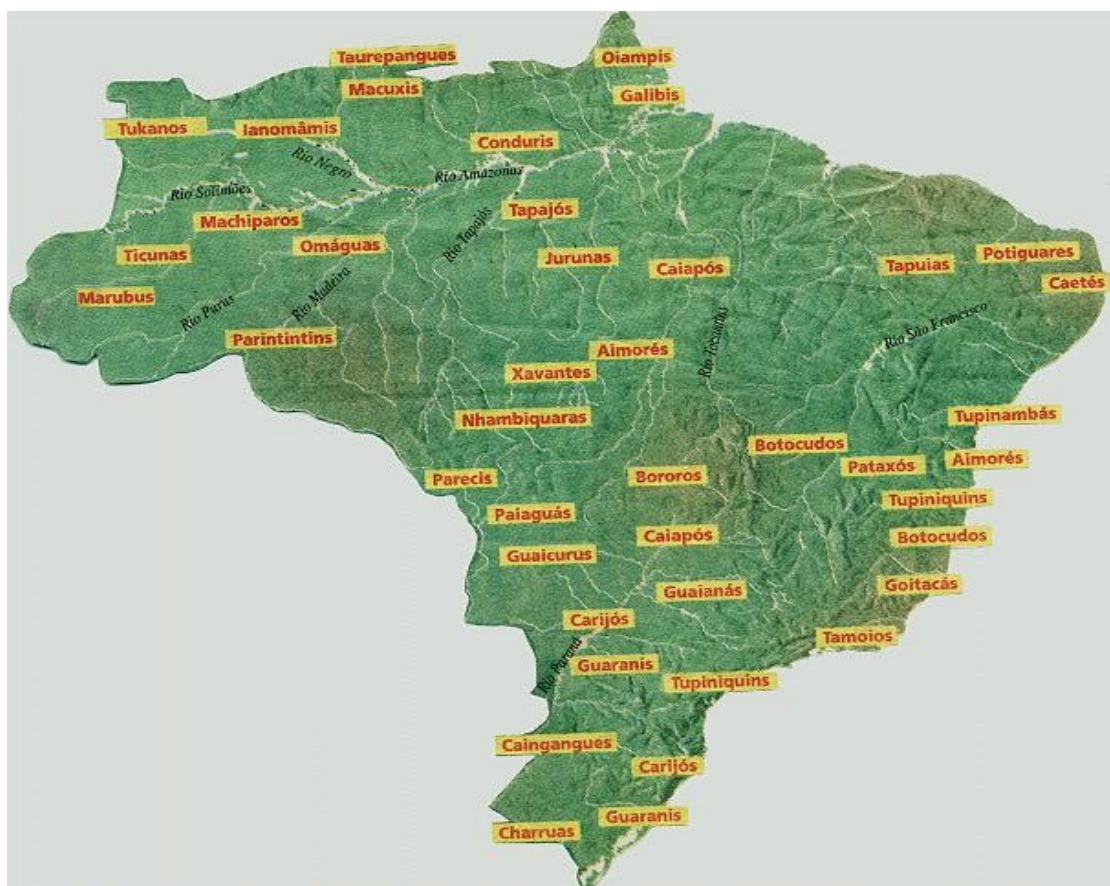 Taurepangues
Oiampis
Macuxis
Galibis
Tukanos
Ianomâmis
Conduris
Rio Negro
Rio Amazonas
Rio Solimões
Machiparos
Tapajós
Rio Tapajós
Ticunas
Omáguas
Jurunas
Caiapós
Tapuias
Potiguares
Caetés
Marubus
Rio Purus
Rio Madeira
Parintintins
Rio São Francisco
Rio Tocantins
Aimorés
Xavantes
Nhambiquaras
Tupinambás
Botocudos
Pataxós
Aimorés
Parecis
Bororos
Tupiniquins
Paiaguás
Caiapós
Botocudos
Guaicurus
Goitacás
Guaianás
Carijós
Tamoios
Rio Paraná
Guaranis
Tupiniquins
Caingangues
Carijós
Guaranis
Charruas